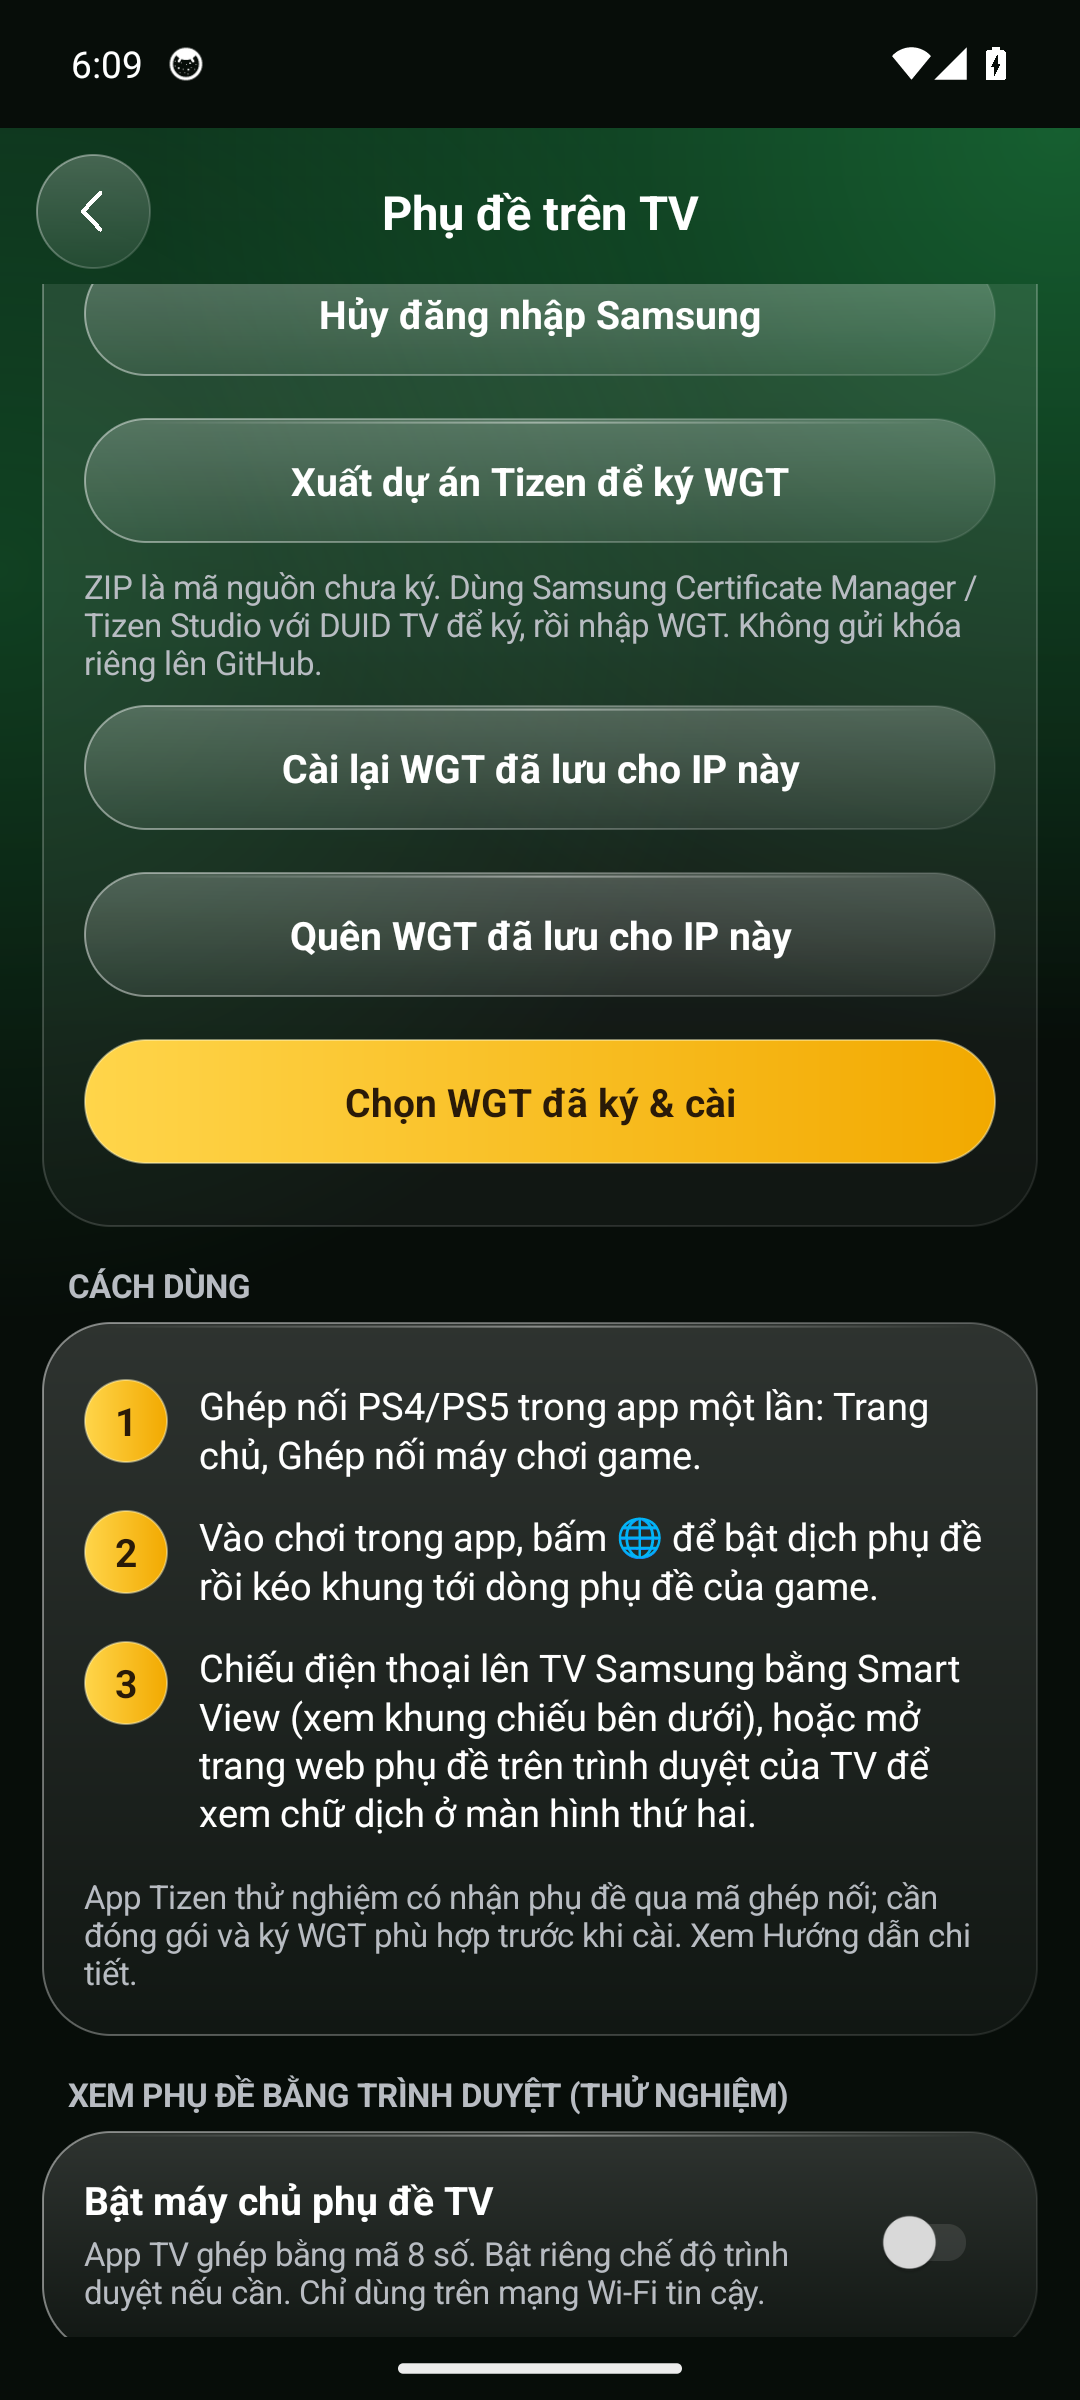 6:09
Phụ đề trên TV
Hủy đăng nhập Samsung
Xuất dự án Tizen để ký WGT
ZIP là mã nguồn chưa ký. Dùng Samsung Certificate Manager /
Tizen Studio với DUID TV để ký, rồi nhập WGT. Không gửi khóa
riêng lên GitHub.
Cài lại WGT đã lưu cho IP này
Quên WGT đã lưu cho IP này
Chọn WGT đã ký & cài
CÁCH DÙNG
1
Ghép nối PS4/PS5 trong app một lần: Trang
chủ, Ghép nối máy chơi game.
2
Vào chơi trong app, bấm 🌐 để bật dịch phụ đề
rồi kéo khung tới dòng phụ đề của game.
3
Chiếu điện thoại lên TV Samsung bằng Smart
View (xem khung chiếu bên dưới), hoặc mở
trang web phụ đề trên trình duyệt của TV để
xem chữ dịch ở màn hình thứ hai.
App Tizen thử nghiệm có nhận phụ đề qua mã ghép nối; cần
đóng gói và ký WGT phù hợp trước khi cài. Xem Hướng dẫn chi
tiết.
XEM PHỤ ĐỀ BẰNG TRÌNH DUYỆT (THỬ NGHIỆM)
Bật máy chủ phụ đề TV
App TV ghép bằng mã 8 số. Bật riêng chế độ trình
duyệt nếu cần. Chỉ dùng trên mạng Wi-Fi tin cậy.